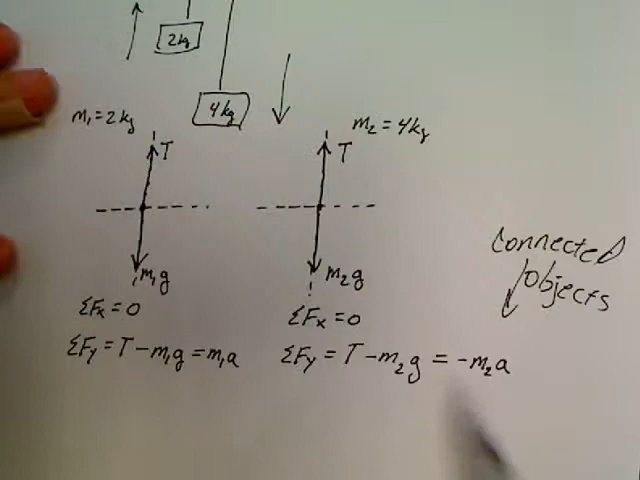 2kg
4kg
m₁=2kg
m₂=4kg
T
T
m₁g
m₂g
ΣFx=0
ΣFx=0
ΣFy=T-m₁g=m₁a
ΣFy=T-m₂g=-m₂a
connected
objects